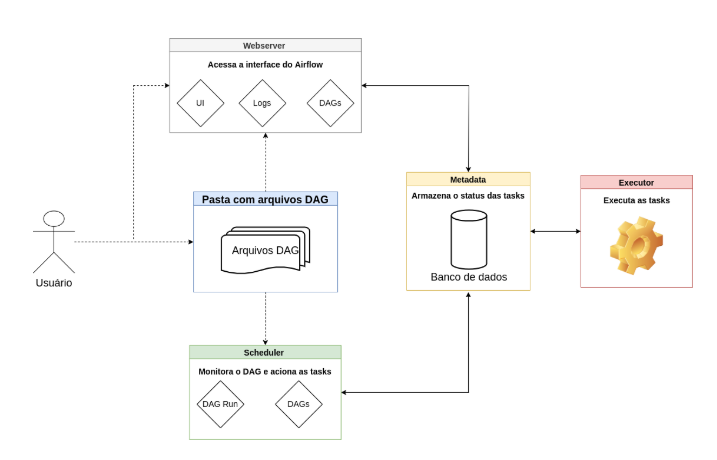 Webserver
Acessa a interface do Airflow
UI
Logs
DAGs
Metadata
Armazena o status das tasks
Banco de dados
Executor
Executa as tasks
Pasta com arquivos DAG
Arquivos DAG
Usuário
Scheduler
Monitora o DAG e aciona as tasks
DAG Run
DAGs